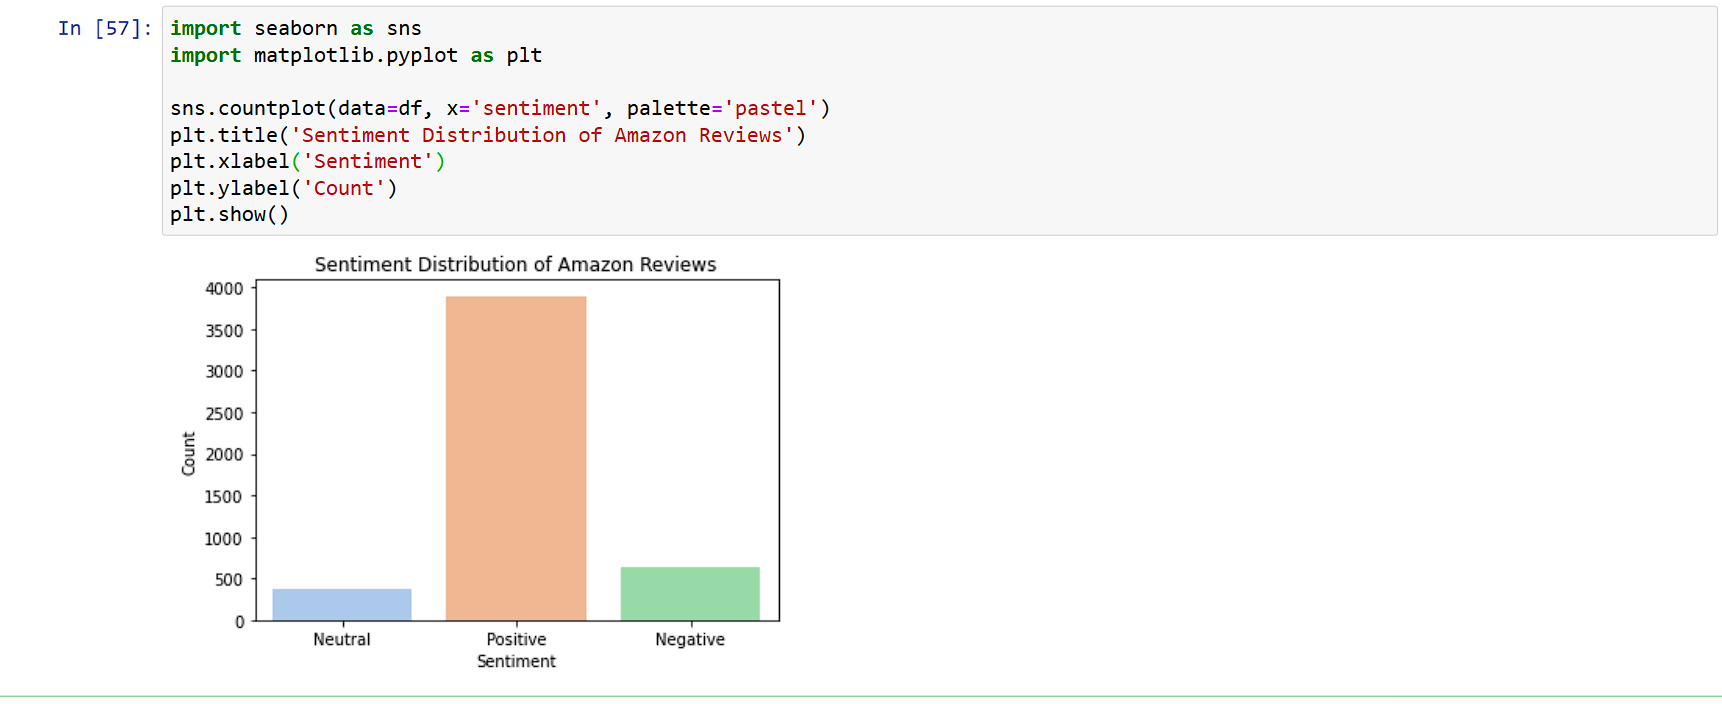 In [57]: import seaborn as sns
import matplotlib.pyplot as plt
sns.countplot(data=df, x='sentiment', palette='pastel')
plt.title('Sentiment Distribution of Amazon Reviews')
plt.xlabel('Sentiment')
plt.ylabel('Count')
plt.show()
Sentiment Distribution of Amazon Reviews
4000
3500
3000
2500
2000
1500
1000
500
0
Count
Neutral Positive Negative
Sentiment